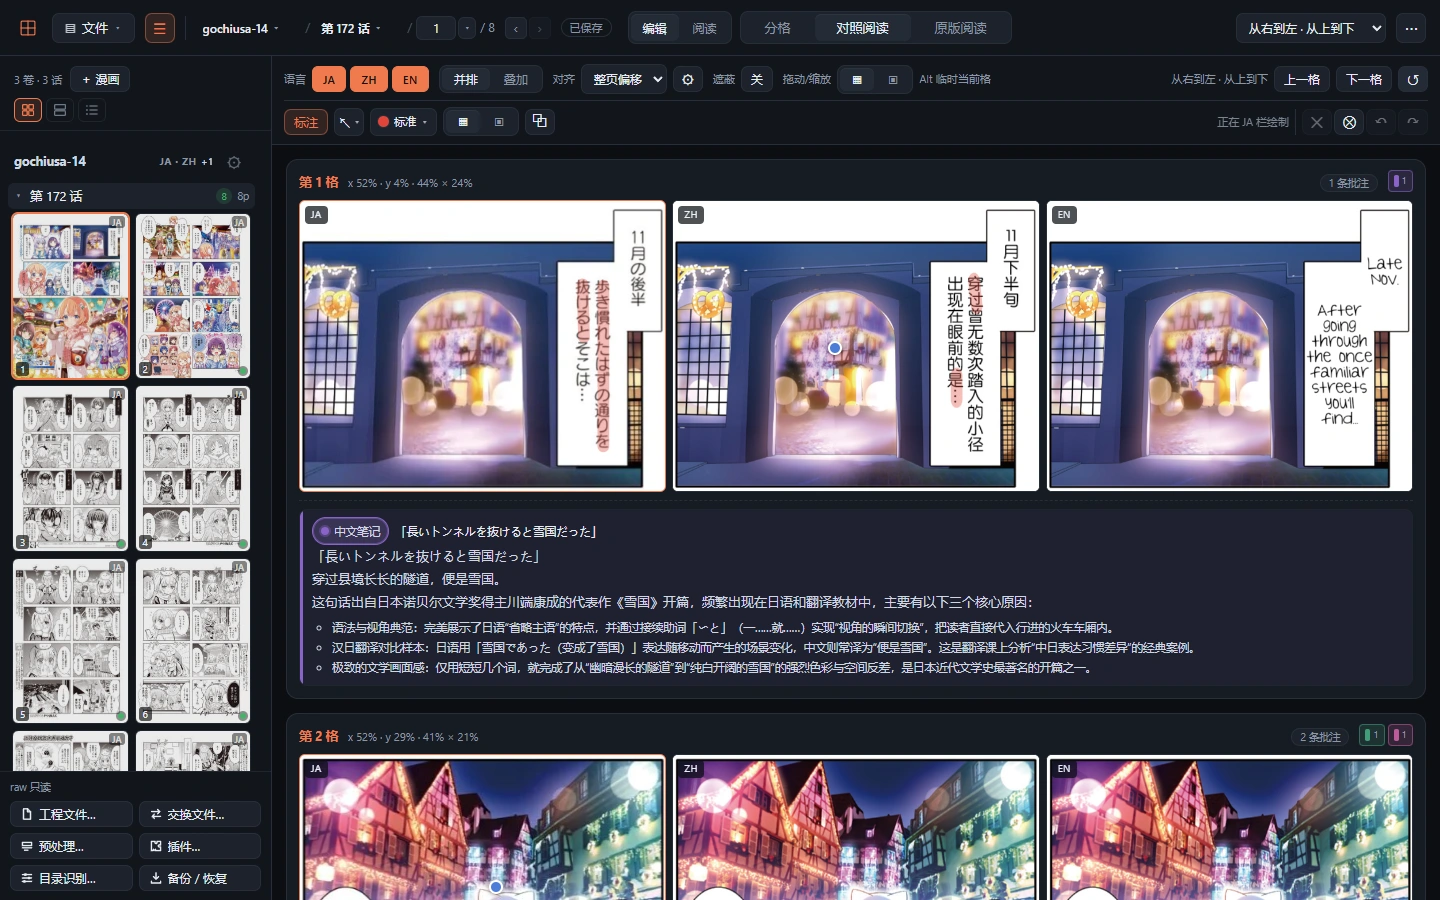 文件
gochiusa-14
/
第 172 话
/
1
/ 8
已保存
编辑
阅读
分格
对照阅读
原版阅读
从右到左 · 从上到下
3 卷 · 3 话
+ 漫画
语言
JA
ZH
EN
并排
叠加
对齐
整页偏移
遮蔽
关
拖动/缩放
Alt 临时当前格
从右到左 · 从上到下
上一格
下一格
标注
标准
正在 JA 栏绘制
gochiusa-14
JA · ZH +1
第 172 话
8
8p
JA
1
JA
2
JA
3
JA
4
JA
5
JA
6
JA
JA
raw 只读
工程文件...
交换文件...
预处理...
插件...
目录识别...
备份 / 恢复
第 1 格
x 52% · y 4% · 44% × 24%
1 条批注
1
JA
11月の後半
歩き慣れたはずの通りを
抜けるとそこは…
ZH
11月下半旬
穿过曾无数次踏入的小径
出现在眼前的是…
EN
Late
Nov.
After
going
through
the once
familiar
streets
you'll
find...
中文笔记
「長いトンネルを抜けると雪国だった」
「長いトンネルを抜けると雪国だった」
穿过县境长长的隧道，便是雪国。
这句话出自日本诺贝尔文学奖得主川端康成的代表作《雪国》开篇，频繁出现在日语和翻译教材中，主要有以下三个核心原因：
语法与视角典范：完美展示了日语“省略主语”的特点，并通过接续助词「〜と」（一……就……）实现“视角的瞬间切换”，把读者直接代入行进的火车车厢内。
汉日翻译对比样本：日语用「雪国であった（变成了雪国）」表达随移动而产生的场景变化，中文则常译为“便是雪国”。这是翻译课上分析“中日表达习惯差异”的经典案例。
极致的文学画面感：仅用短短几个词，就完成了从“幽暗漫长的隧道”到“纯白开阔的雪国”的强烈色彩与空间反差，是日本近代文学史最著名的开篇之一。
第 2 格
x 52% · y 29% · 41% × 21%
2 条批注
1
1
JA
ZH
EN